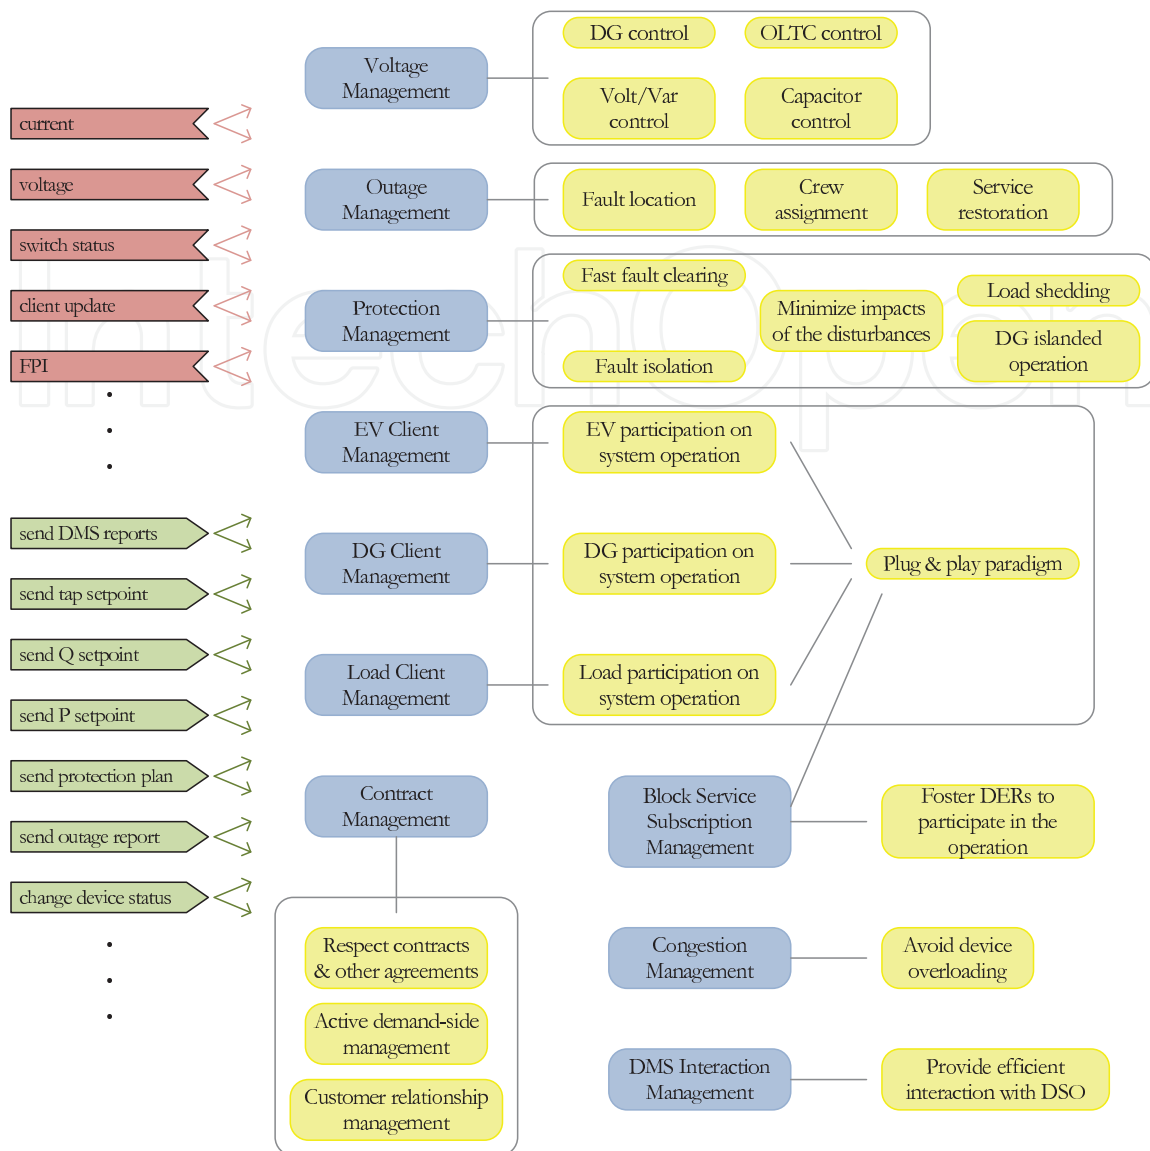 current
voltage
switch status
client update
FPI
send DMS reports
send tap setpoint
send Q setpoint
send P setpoint
send protection plan
send outage report
change device status
Voltage
Management
DG control
OLTC control
Volt/Var
control
Capacitor
control
Outage
Management
Fault location
Crew
assignment
Service
restoration
Protection
Management
Fast fault clearing
Fault isolation
Minimize impacts
of the disturbances
Load shedding
DG islanded
operation
EV Client
Management
EV participation on
system operation
DG Client
Management
DG participation on
system operation
Plug & play paradigm
Load Client
Management
Load participation on
system operation
Contract
Management
Respect contracts
& other agreements
Active demand-side
management
Customer relationship
management
Block Service
Subscription
Management
Foster DERs to
participate in the
operation
Congestion
Management
Avoid device
overloading
DMS Interaction
Management
Provide efficient
interaction with DSO
IntechOpen